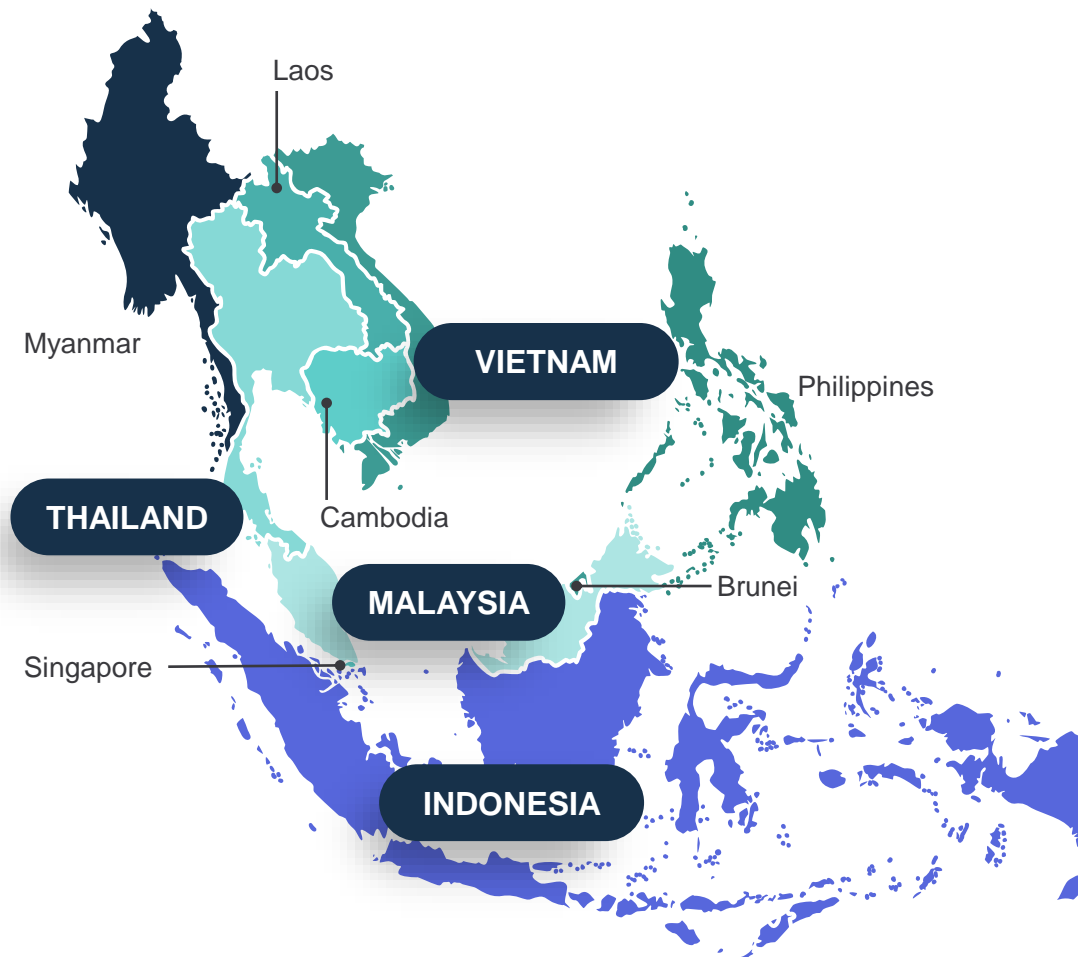 Laos
Myanmar
VIETNAM
Philippines
THAILAND
Cambodia
Brunei
MALAYSIA
Singapore
INDONESIA